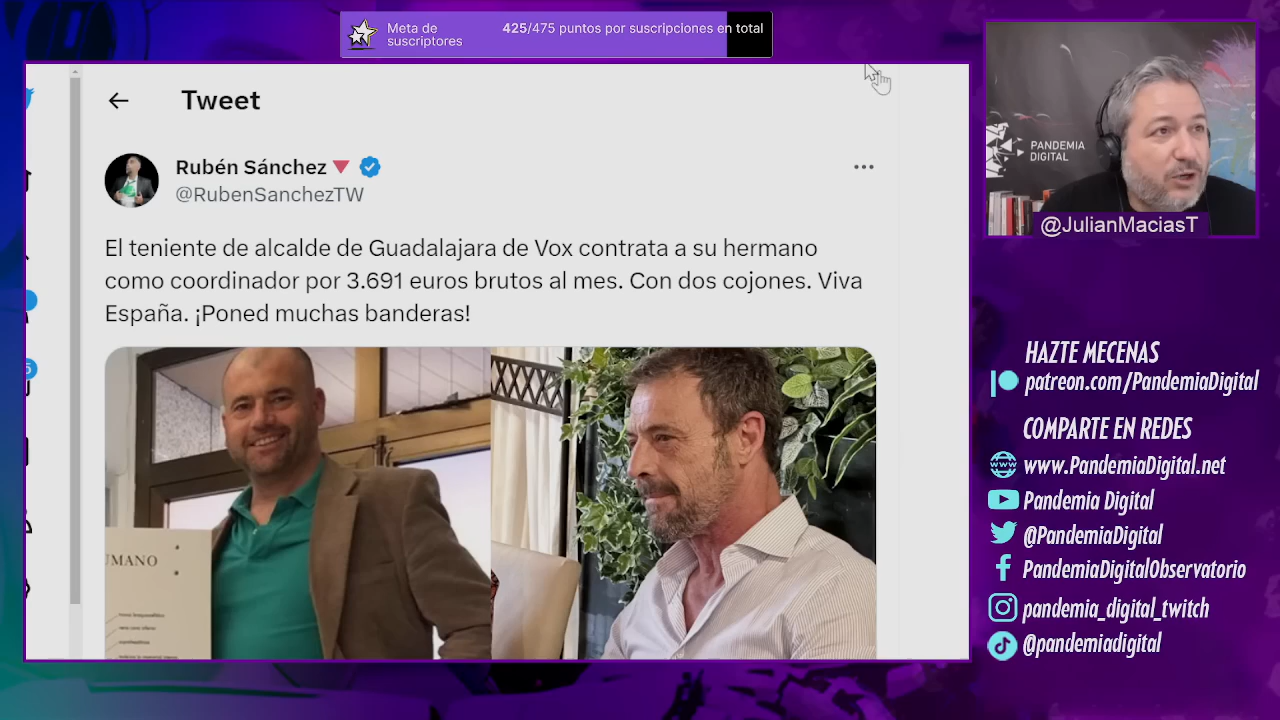 Meta de
suscriptores
425/475 puntos por suscripciones en total
Tweet
Rubén Sánchez
@RubenSanchezTW
El teniente de alcalde de Guadalajara de Vox contrata a su hermano
como coordinador por 3.691 euros brutos al mes. Con dos cojones. Viva
España. ¡Poned muchas banderas!
UMANO
PANDEMIA
DIGITAL
@JulianMaciasT
HAZTE MECENAS
patreon.com/PandemiaDigital
COMPARTE EN REDES
www.PandemiaDigital.net
Pandemia Digital
@PandemiaDigital
PandemiaDigitalObservatorio
pandemia_digital_twitch
@pandemiadigital